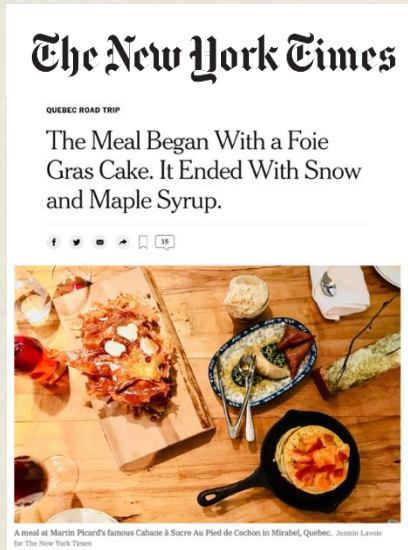 The New York Times
QUEBEC ROAD TRIP
The Meal Began With a Foie
Gras Cake. It Ended With Snow
and Maple Syrup.
15
A meal at Martin Picard's famous Cabane à Sucre Au Pied de Cochon in Mirabel, Quebec. Jasmin Lavoie
for The New York Times